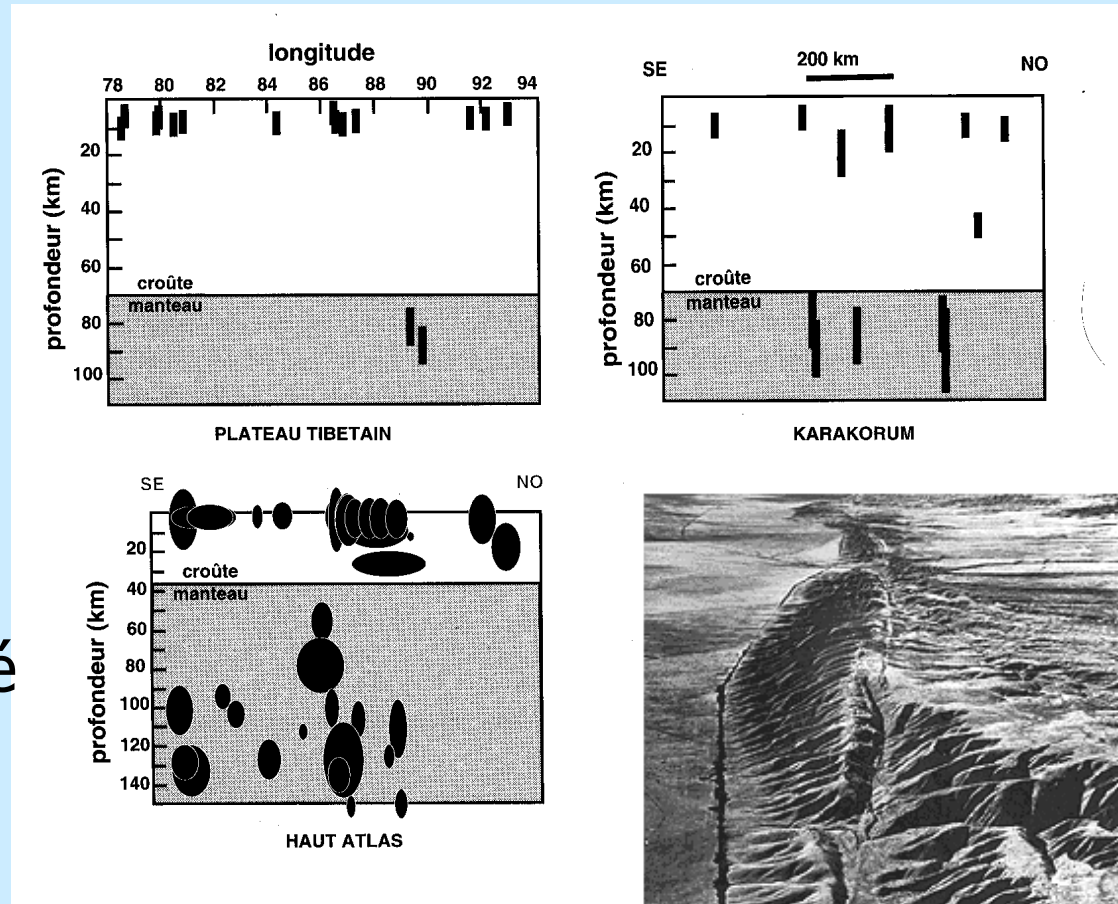 longitude
78 80 82 84 86 88 90 92 94
20
40
60
80
100
profondeur (km)
croûte
manteau
PLATEAU TIBETAIN
SE
200 km
NO
20
40
60
80
100
profondeur (km)
croûte
manteau
KARAKORUM
SE
NO
20
40
60
80
100
120
140
profondeur (km)
croûte
manteau
HAUT ATLAS